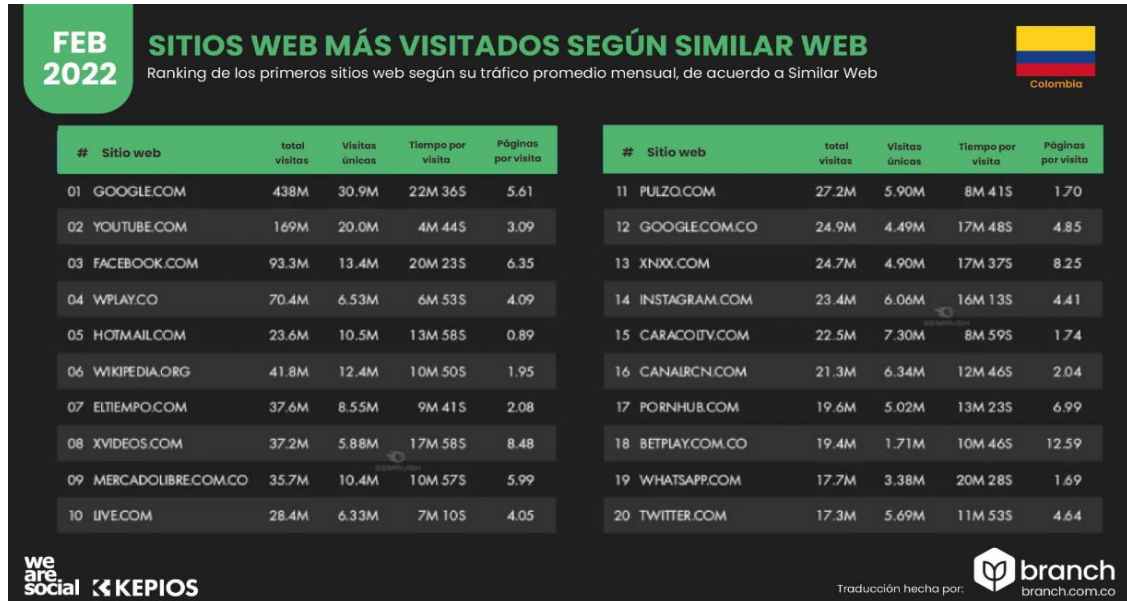 FEB
2022
SITIOS WEB MÁS VISITADOS SEGÚN SIMILAR WEB
Ranking de los primeros sitios web según su tráfico promedio mensual, de acuerdo a Similar Web
Colombia
# Sitio web total visitas Visitas únicas Tiempo por visita Páginas por visita
01 GOOGLE.COM 438M 30.9M 22M 36S 5.61
02 YOUTUBE.COM 169M 20.0M 4M 44S 3.09
03 FACEBOOK.COM 93.3M 13.4M 20M 23S 6.35
04 WPLAY.CO 70.4M 6.53M 6M 53S 4.09
05 HOTMAIL.COM 23.6M 10.5M 13M 58S 0.89
06 WIKIPEDIA.ORG 41.8M 12.4M 10M 50S 1.95
07 ELTIEMPO.COM 37.6M 8.55M 9M 41S 2.08
08 XVIDEOS.COM 37.2M 5.88M 17M 58S 8.48
09 MERCADOLIBRE.COM.CO 35.7M 10.4M 10M 57S 5.99
10 LIVE.COM 28.4M 6.33M 7M 10S 4.05
SEMRUSH
# Sitio web total visitas Visitas únicas Tiempo por visita Páginas por visita
11 PULZO.COM 27.2M 5.90M 8M 41S 1.70
12 GOOGLE.COM.CO 24.9M 4.49M 17M 48S 4.85
13 XNXX.COM 24.7M 4.90M 17M 37S 8.25
14 INSTAGRAM.COM 23.4M 6.06M 16M 13S 4.41
15 CARACOLTV.COM 22.5M 7.30M 8M 59S 1.74
16 CANALRCN.COM 21.3M 6.34M 12M 46S 2.04
17 PORNHUB.COM 19.6M 5.02M 13M 23S 6.99
18 BETPLAY.COM.CO 19.4M 1.71M 10M 46S 12.59
19 WHATSAPP.COM 17.7M 3.38M 20M 28S 1.69
20 TWITTER.COM 17.3M 5.69M 11M 53S 4.64
SEMRUSH
we
are.
social KEPIOS
Traducción hecha por:
branch
branch.com.co